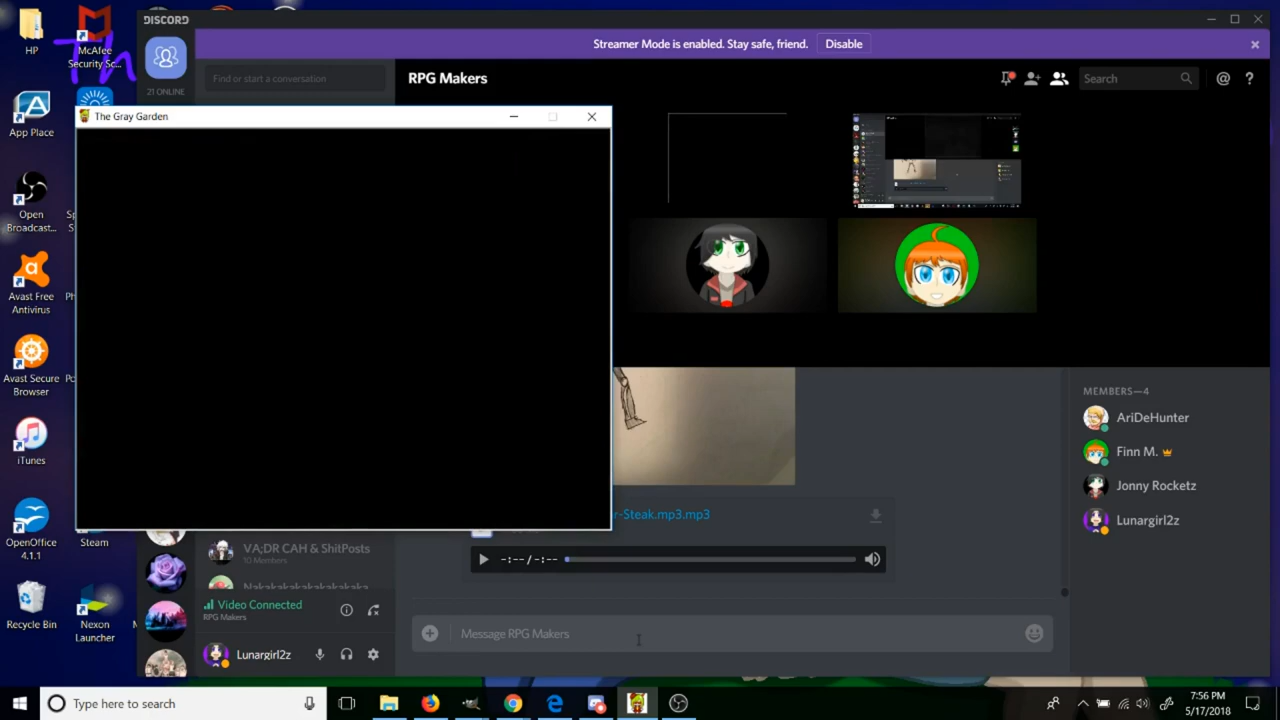 HP
McAfee
Security Sc...
Th
App Place
Open
Broadcast...
Avast Free
Antivirus
Avast Secure
Browser
iTunes
OpenOffice
4.1.1
Steam
Recycle Bin
Nexon
Launcher
DISCORD
Streamer Mode is enabled. Stay safe, friend.
Disable
21 ONLINE
Find or start a conversation
RPG Makers
Search
The Gray Garden
r-Steak.mp3.mp3
-:--/-:--
MEMBERS—4
AriDeHunter
Finn M.
Jonny Rocketz
Lunargirl2z
VA;DR CAH & ShitPosts
10 Members
Video Connected
RPG Makers
Lunargirl2z
Message RPG Makers
Type here to search
7:56 PM
5/17/2018